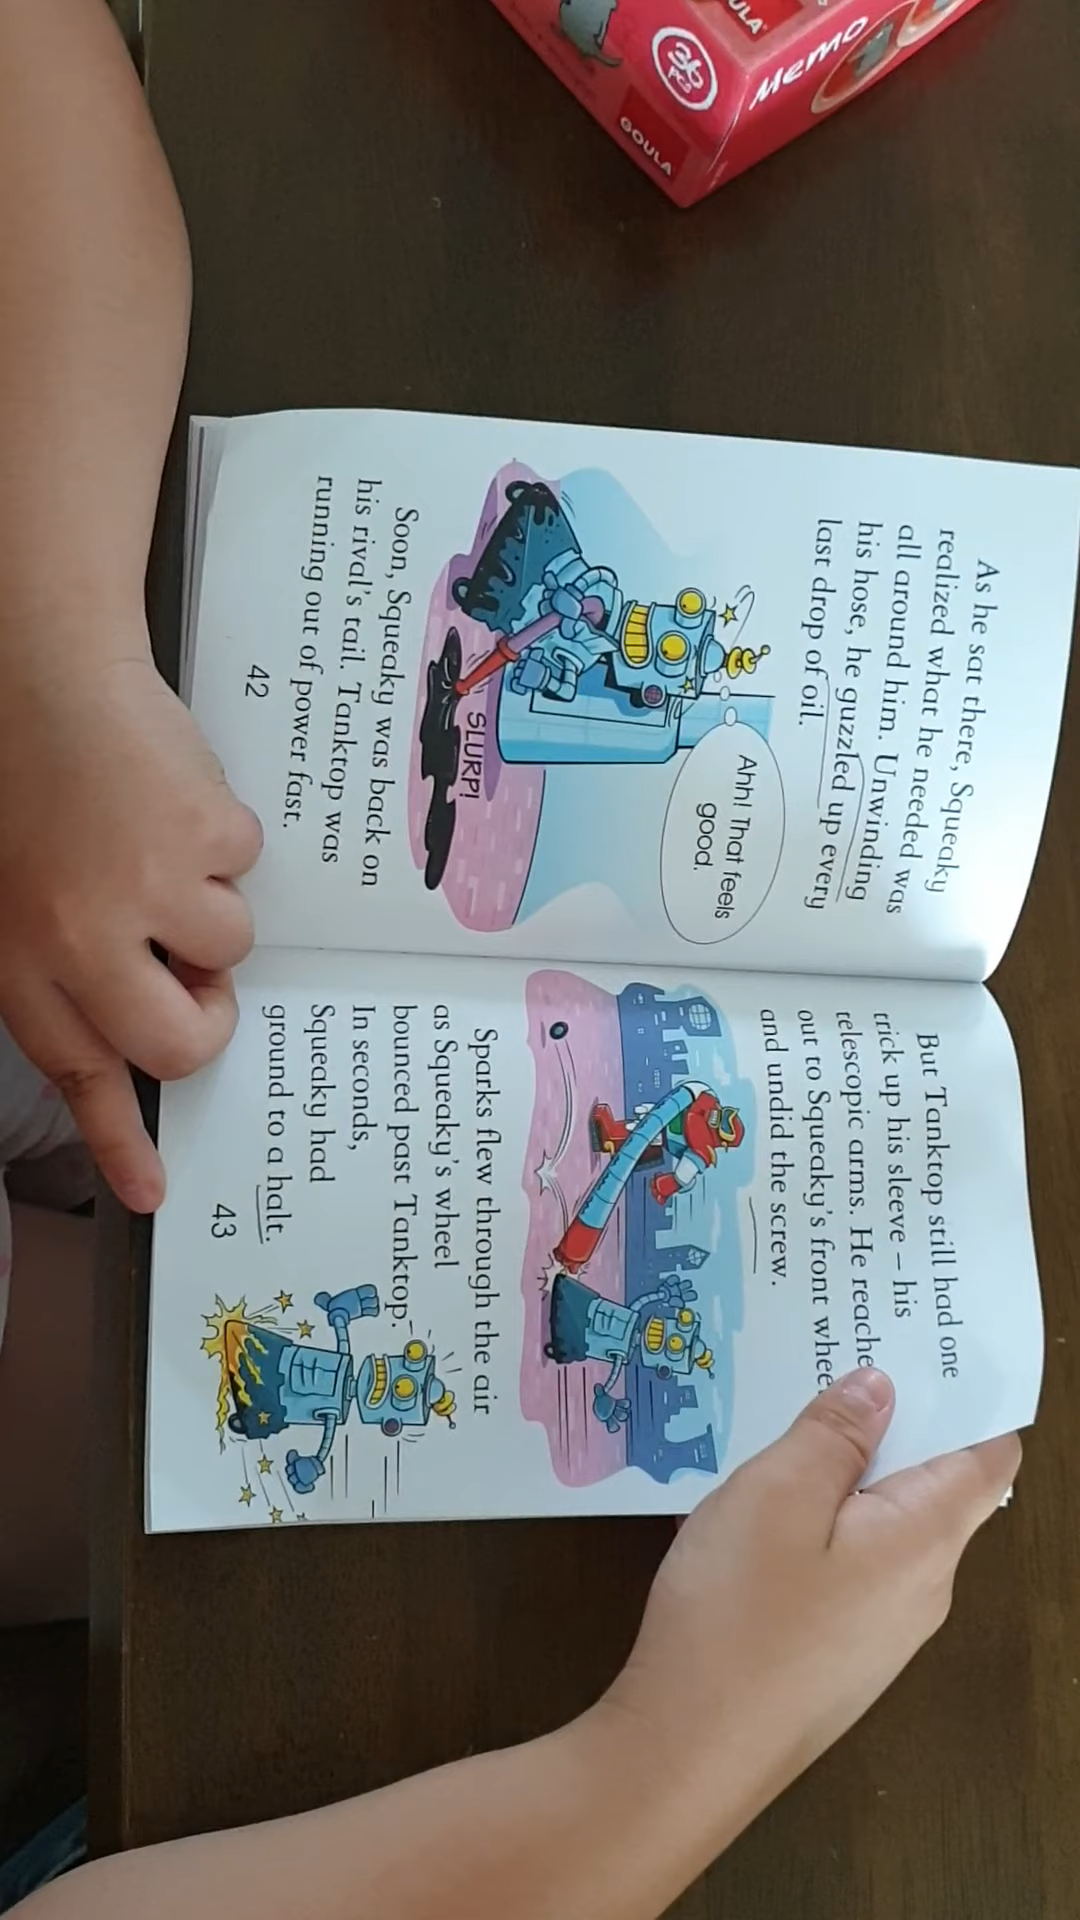 As he sat there, Squeaky
realized what he needed was
all around him. Unwinding
his hose, he guzzled up every
last drop of oil.
Ahh! That feels
good.
SLURP!
Soon, Squeaky was back on
his rival's tail. Tanktop was
running out of power fast.
42
But Tanktop still had one
trick up his sleeve – his
telescopic arms. He reache
out to Squeaky's front whee
and undid the screw.
Sparks flew through the air
as Squeaky's wheel
bounced past Tanktop.
In seconds,
Squeaky had
ground to a halt.
43
36
pcs
Memo
GOULA
ULA